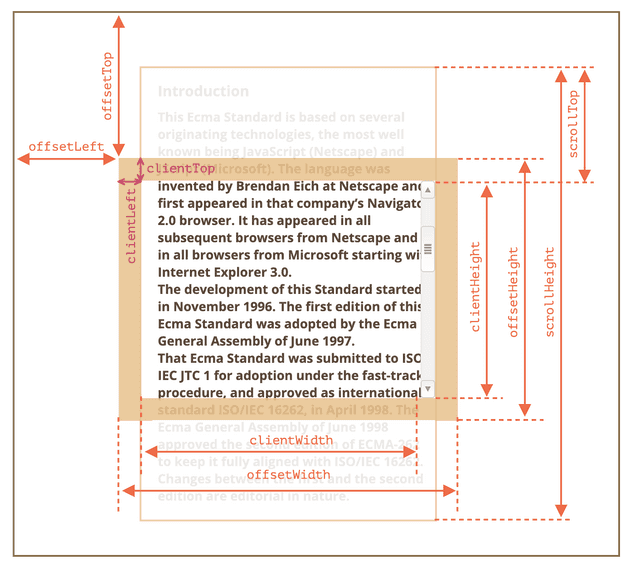 offsetTop
Introduction
This Ecma Standard is based on several
originating technologies, the most well
known being JavaScript (Netscape) and
scrollTop
offsetLeft
clientTop
Microsoft). The language was
clientLeft
invented by Brendan Eich at Netscape and
first appeared in that company’s Navigato
2.0 browser. It has appeared in all
subsequent browsers from Netscape and
in all browsers from Microsoft starting wi
Internet Explorer 3.0.
The development of this Standard started
in November 1996. The first edition of this
Ecma Standard was adopted by the Ecma
General Assembly of June 1997.
That Ecma Standard was submitted to ISO
IEC JTC 1 for adoption under the fast-track
procedure, and approved as international
clientHeight
offsetHeight
scrollHeight
standard ISO/IEC 16262, in April 1998. The
Ecma General Assembly of June 1998
approved the second edition of ECMA-26
clientWidth
to keep it fully aligned with ISO/IEC 1626
offsetWidth
Changes between the first and the second
edition are editorial in nature.